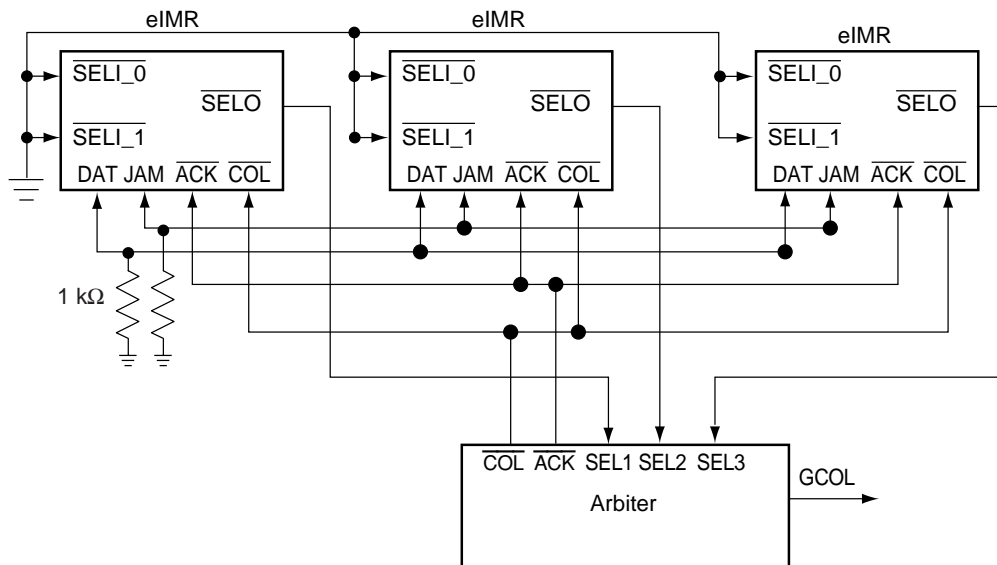 eIMR eIMR eIMR
SELI_0 SELI_0 SELI_0
SELO SELO SELO
SELI_1 SELI_1 SELI_1
DAT JAM ACK COL DAT JAM ACK COL DAT JAM ACK COL
1 kΩ
COL ACK SEL1 SEL2 SEL3
GCOL
Arbiter